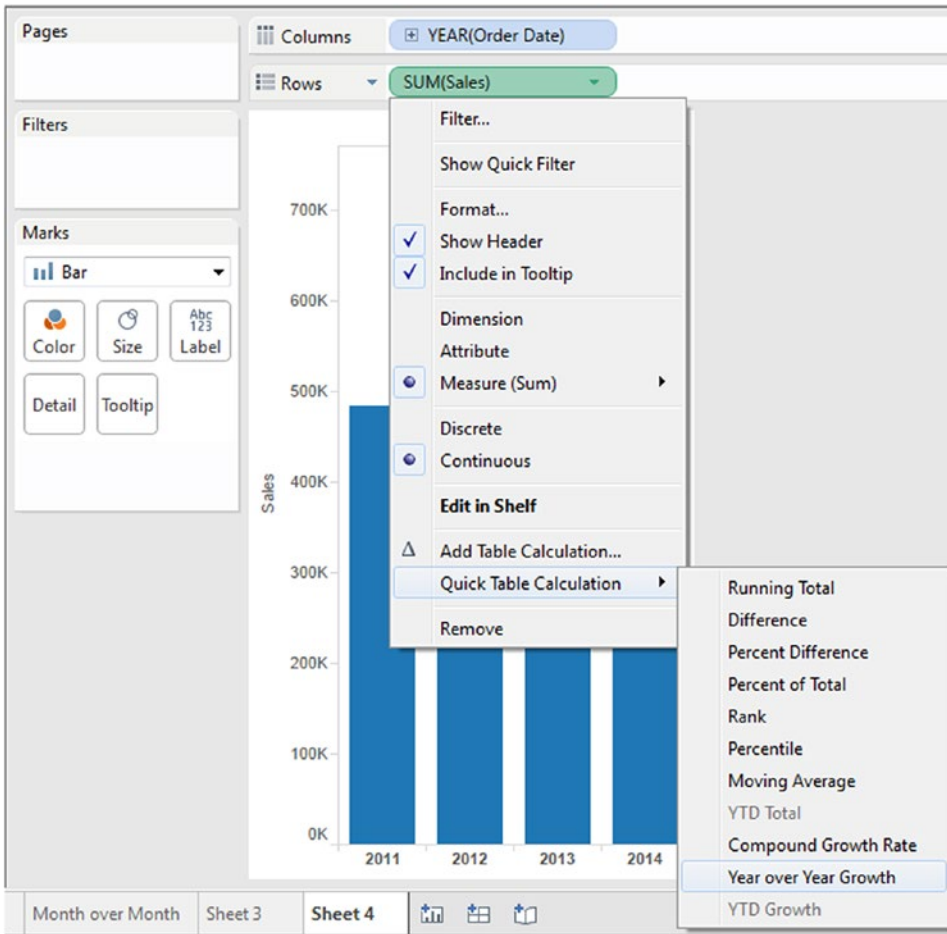 Pages
Columns
YEAR(Order Date)
Rows
SUM(Sales)
Filters
Marks
Bar
Color
Size
Abc
123
Label
Detail
Tooltip
Filter...
Show Quick Filter
Format...
Show Header
Include in Tooltip
Dimension
Attribute
Measure (Sum)
Discrete
Continuous
Edit in Shelf
Δ Add Table Calculation...
Quick Table Calculation
Remove
Running Total
Difference
Percent Difference
Percent of Total
Rank
Percentile
Moving Average
YTD Total
Compound Growth Rate
Year over Year Growth
YTD Growth
Sales
700K
600K
500K
400K
300K
200K
100K
0K
2011 2012 2013 2014
Month over Month Sheet 3 Sheet 4